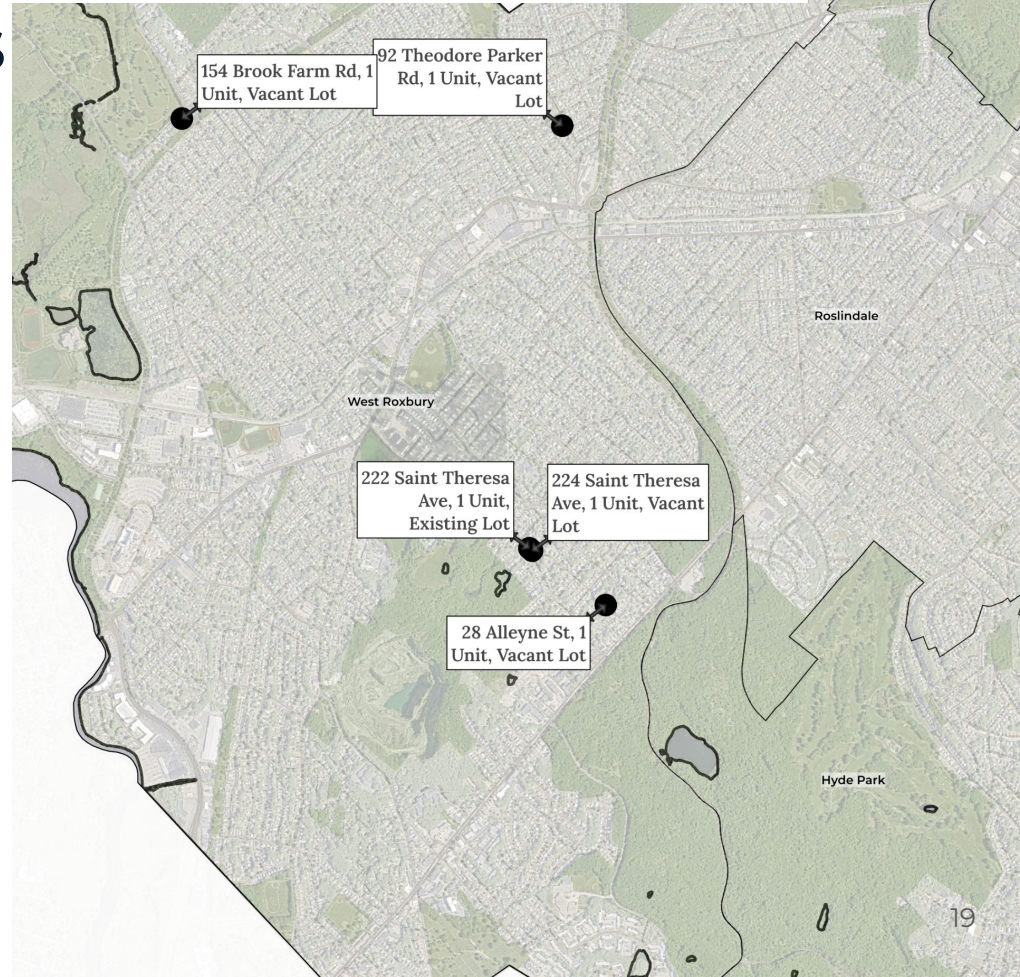 s
154 Brook Farm Rd, 1
Unit, Vacant Lot
92 Theodore Parker
Rd, 1 Unit, Vacant
Lot
Roslindale
West Roxbury
222 Saint Theresa
Ave, 1 Unit,
Existing Lot
224 Saint Theresa
Ave, 1 Unit, Vacant
Lot
28 Alleyne St, 1
Unit, Vacant Lot
Hyde Park
19